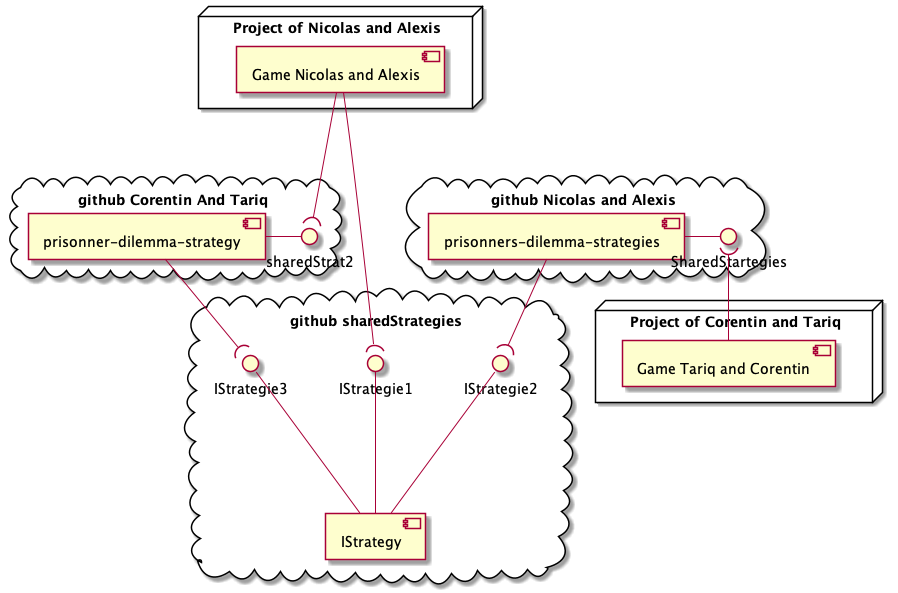 Project of Nicolas and Alexis
Game Nicolas and Alexis
github Corentin And Tariq
prisonner-dilemma-strategy
sharedStrat2
github Nicolas and Alexis
prisonners-dilemma-strategies
SharedStartegies
github sharedStrategies
IStrategie3
IStrategie1
IStrategie2
IStrategy
Project of Corentin and Tariq
Game Tariq and Corentin